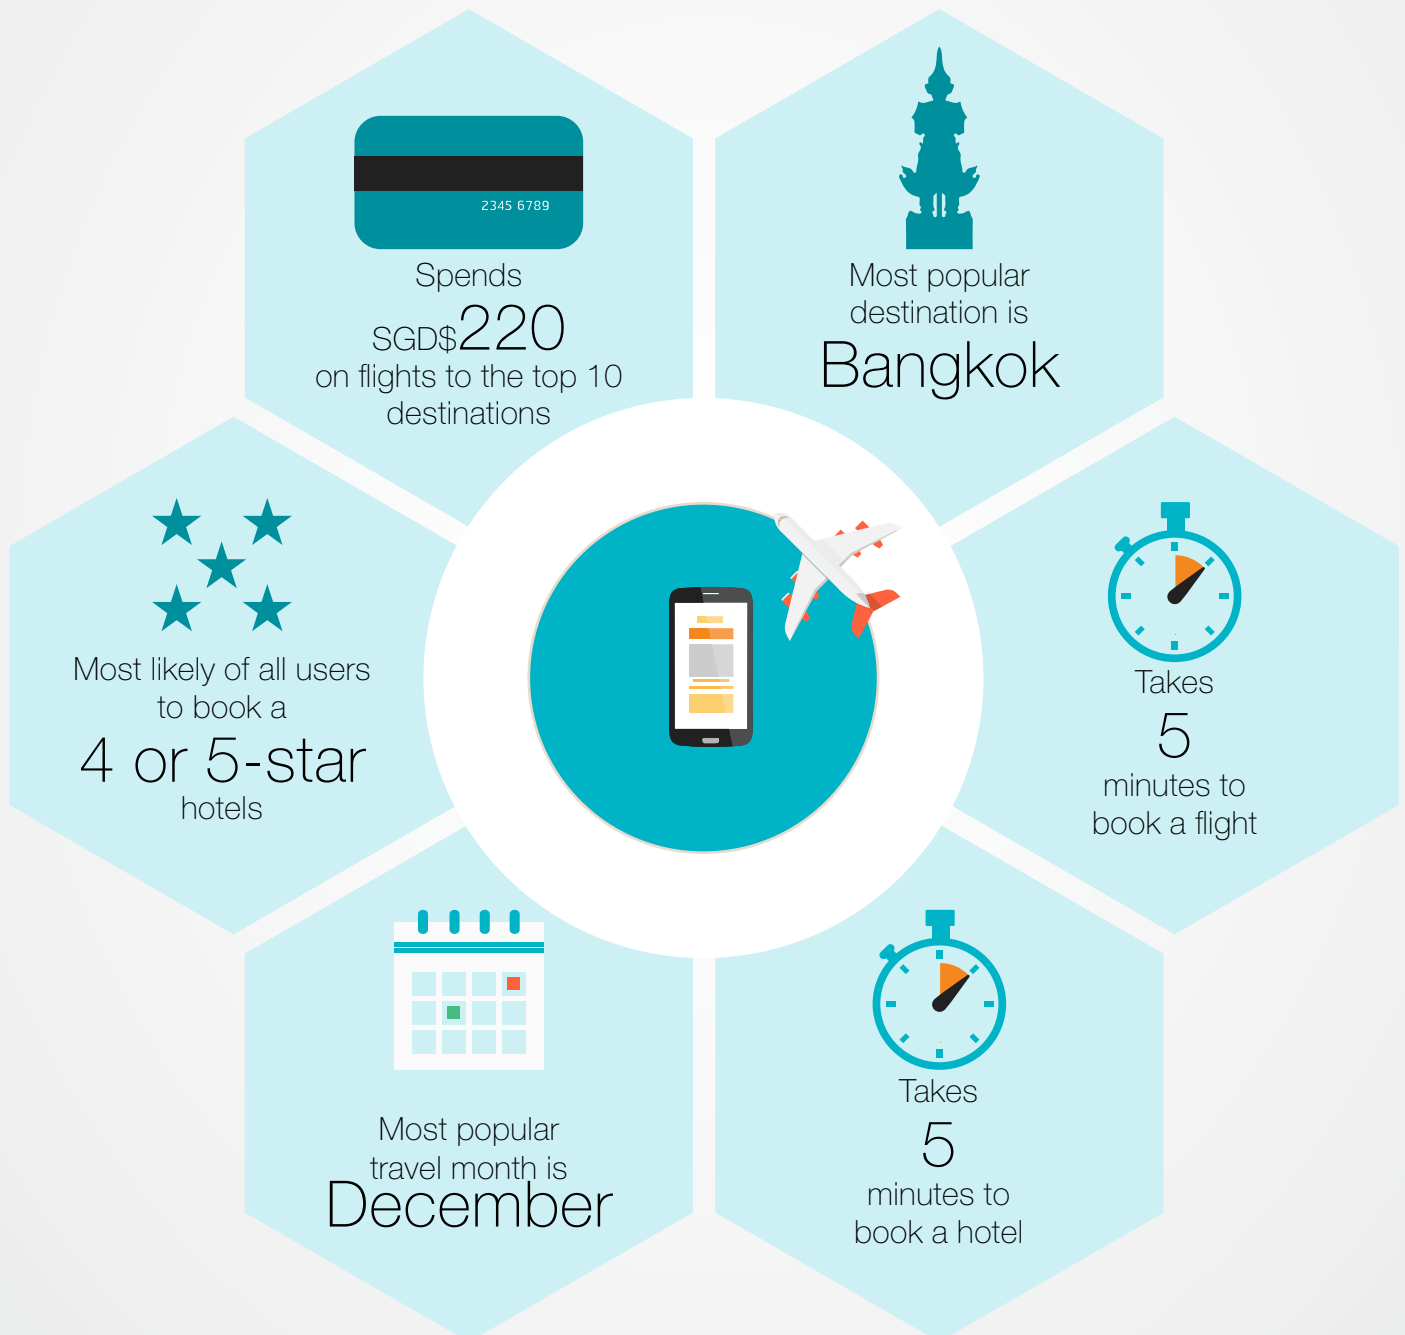 2345 6789
Spends
SGD$220
on flights to the top 10
destinations
Most popular
destination is
Bangkok
Most likely of all users
to book a
4 or 5-star
hotels
Takes
5
minutes to
book a flight
Most popular
travel month is
December
Takes
5
minutes to
book a hotel